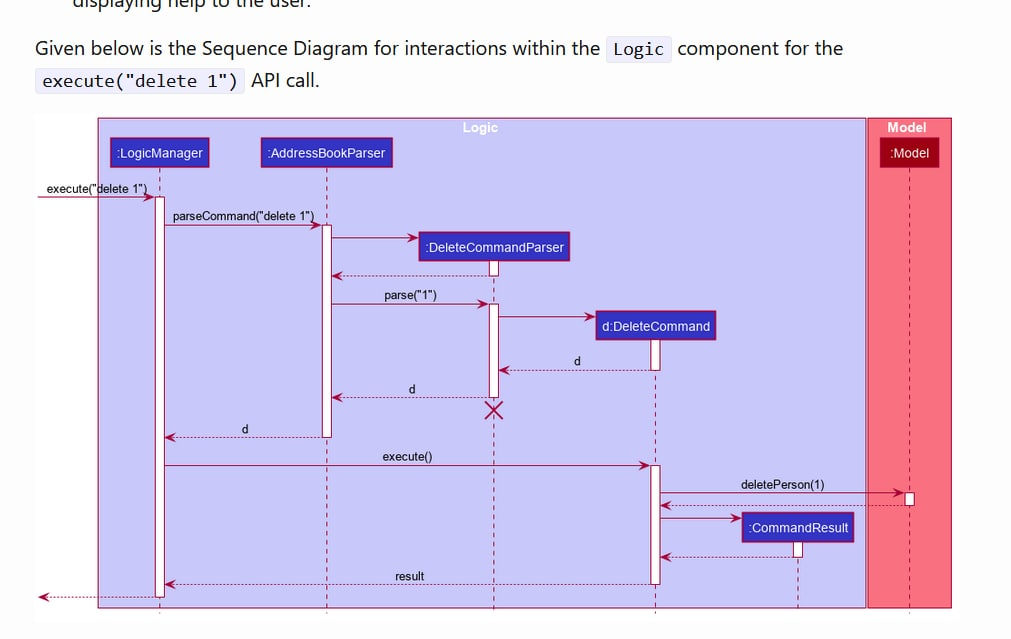 displaying help to the user.
Given below is the Sequence Diagram for interactions within the Logic component for the
execute("delete 1") API call.
Logic
Model
:LogicManager
:AddressBookParser
:Model
execute("delete 1")
parseCommand("delete 1")
:DeleteCommandParser
parse("1")
d:DeleteCommand
d
d
d
execute()
deletePerson(1)
:CommandResult
result